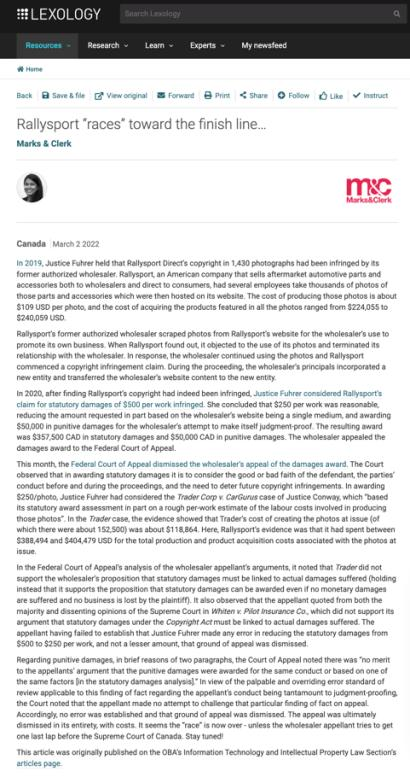 LEXOLOGY
Search Lexology
Resources
Research
Learn
Experts
My newsfeed
Home
Back
Save & file
View original
Forward
Print
Share
Follow
Like
Instruct
Rallysport “races” toward the finish line…
Marks & Clerk
m&c
Marks&Clerk
Canada | March 2 2022
In 2019, Justice Fuhrer held that Rallysport Direct's copyright in 1,430 photographs had been infringed by its
former authorized wholesaler. Rallysport, an American company that sells aftermarket automotive parts and
accessories both to wholesalers and direct to consumers, had several employees take thousands of photos of
those parts and accessories which were then hosted on its website. The cost of producing those photos is about
$109 USD per photo, and the cost of acquiring the products featured in all the photos ranged from $224,055 to
$240,059 USD.
Rallysport's former authorized wholesaler scraped photos from Rallysport's website for the wholesaler's use to
promote its own business. When Rallysport found out, it objected to the use of its photos and terminated its
relationship with the wholesaler. In response, the wholesaler continued using the photos and Rallysport
commenced a copyright infringement claim. During the proceeding, the wholesaler's principals incorporated a
new entity and transferred the wholesaler's website content to the new entity.
In 2020, after finding Rallysport's copyright had indeed been infringed, Justice Fuhrer considered Rallysport's
claim for statutory damages of $500 per work infringed. She concluded that $250 per work was reasonable,
reducing the amount requested in part based on the wholesaler's website being a single medium, and awarding
$50,000 in punitive damages for the wholesaler's attempt to make itself judgment-proof. The resulting award
was $357,500 CAD in statutory damages and $50,000 CAD in punitive damages. The wholesaler appealed the
damages award to the Federal Court of Appeal.
This month, the Federal Court of Appeal dismissed the wholesaler's appeal of the damages award. The Court
observed that in awarding statutory damages it is to consider the good or bad faith of the defendant, the parties'
conduct before and during the proceedings, and the need to deter future copyright infringements. In awarding
$250/photo, Justice Fuhrer had considered the Trader Corp v. CarGurus case of Justice Conway, which “based
its statutory award assessment in part on a rough per-work estimate of the labour costs involved in producing
those photos”. In the Trader case, the evidence showed that Trader's cost of creating the photos at issue (of
which there were about 152,500) was about $118,864. Here, Rallysport's evidence was that it had spent between
$388,494 and $404,479 USD for the total production and product acquisition costs associated with the photos at
issue.
In the Federal Court of Appeal's analysis of the wholesaler appellant's arguments, it noted that Trader did not
support the wholesaler's proposition that statutory damages must be linked to actual damages suffered (holding
instead that it supports the proposition that statutory damages can be awarded even if no monetary damages
are suffered and no business is lost by the plaintiff). It also observed that the appellant quoted from both the
majority and dissenting opinions of the Supreme Court in Whiten v. Pilot Insurance Co., which did not support its
argument that statutory damages under the Copyright Act must be linked to actual damages suffered. The
appellant having failed to establish that Justice Fuhrer made any error in reducing the statutory damages from
$500 to $250 per work, and not a lesser amount, that ground of appeal was dismissed.
Regarding punitive damages, in brief reasons of two paragraphs, the Court of Appeal noted there was “no merit
to the appellants' argument that the punitive damages were awarded for the same conduct or based on one of
the same factors [in the statutory damages analysis].” In view of the palpable and overriding error standard of
review applicable to this finding of fact regarding the appellant's conduct being tantamount to judgment-proofing,
the Court noted that the appellant made no attempt to challenge that particular finding of fact on appeal.
Accordingly, no error was established and that ground of appeal was dismissed. The appeal was ultimately
dismissed in its entirety, with costs. It seems the “race” is now over - unless the wholesaler appellant tries to get
one last lap before the Supreme Court of Canada. Stay tuned!
This article was originally published on the OBA's Information Technology and Intellectual Property Law Section's
articles page.